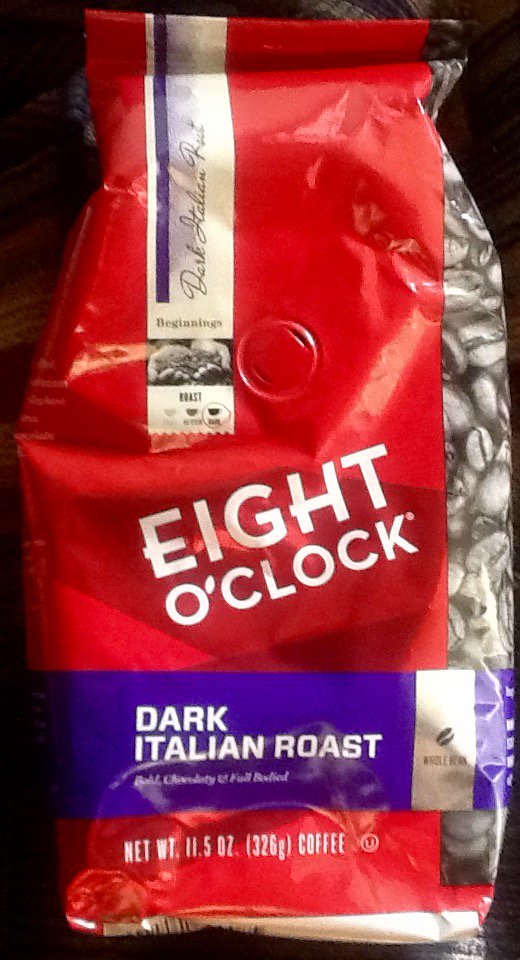 Dark Italian Roast
Beginnings
ROAST
DARK
EIGHT
O'CLOCK®
DARK
ITALIAN ROAST
Bold, Chocolaty & Full Bodied
WHOLE BEAN
NET WT. 11.5 OZ. (326g) COFFEE U